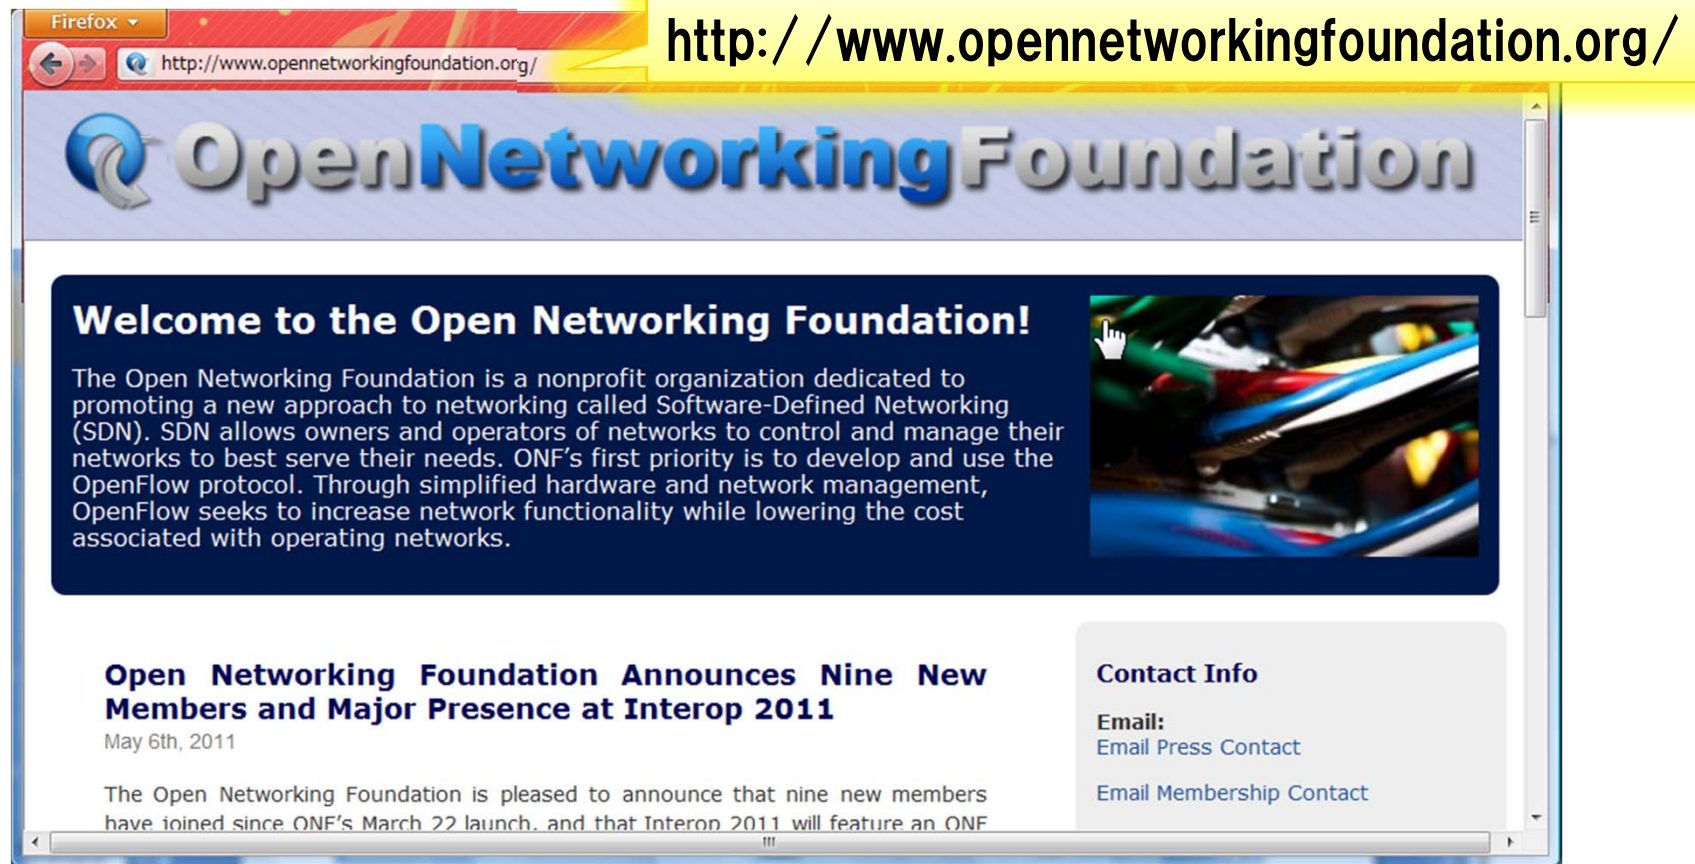 Firefox
http://www.opennetworkingfoundation.org/
http://www.opennetworkingfoundation.org/
OpenNetworkingFoundation
Welcome to the Open Networking Foundation!
The Open Networking Foundation is a nonprofit organization dedicated to
promoting a new approach to networking called Software-Defined Networking
(SDN). SDN allows owners and operators of networks to control and manage their
networks to best serve their needs. ONF's first priority is to develop and use the
OpenFlow protocol. Through simplified hardware and network management,
OpenFlow seeks to increase network functionality while lowering the cost
associated with operating networks.
Open Networking Foundation Announces Nine New
Members and Major Presence at Interop 2011
May 6th, 2011
The Open Networking Foundation is pleased to announce that nine new members
have joined since ONF's March 22 launch, and that Interop 2011 will feature an ONF
Contact Info
Email:
Email Press Contact
Email Membership Contact